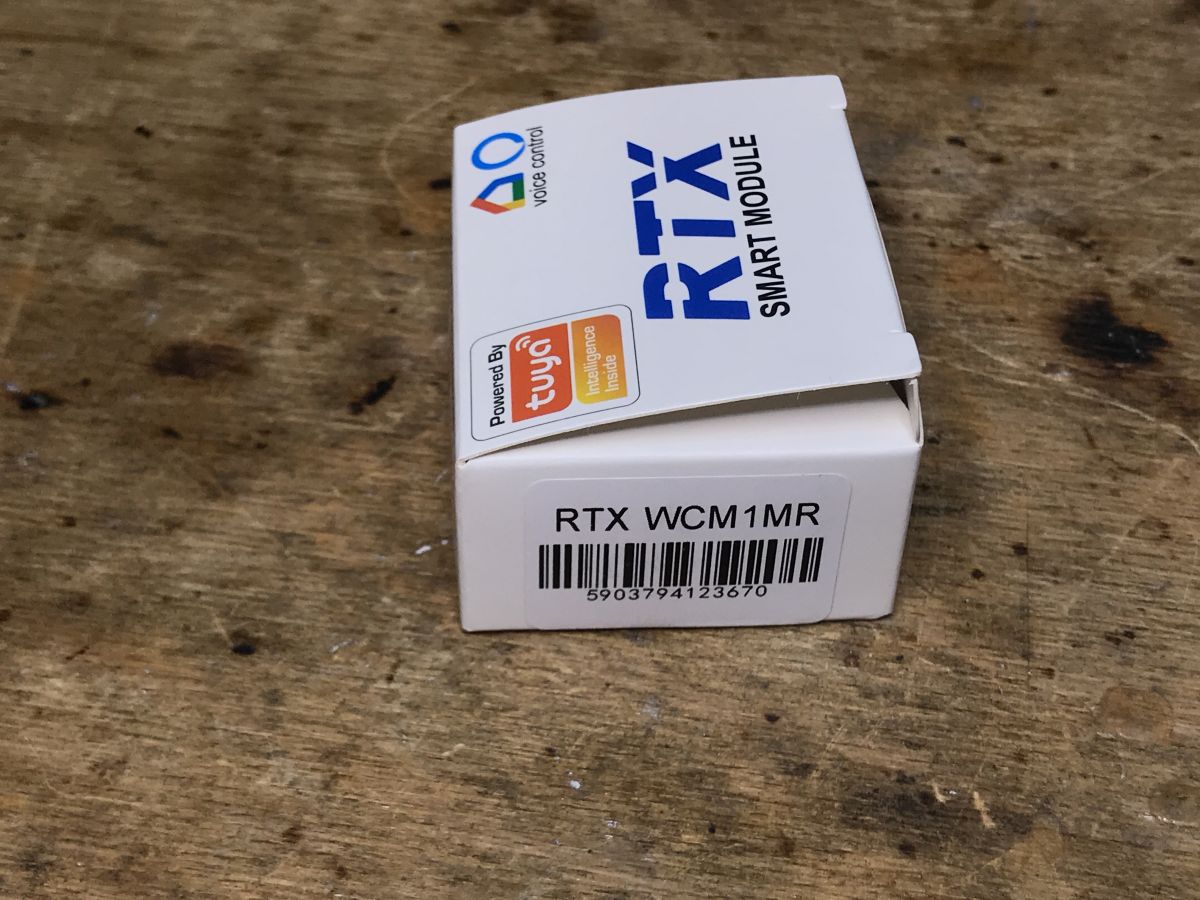 voice control
RTX
SMART MODULE
Powered By
tuya
Intelligence
Inside
RTX WCM1MR
5903794123670